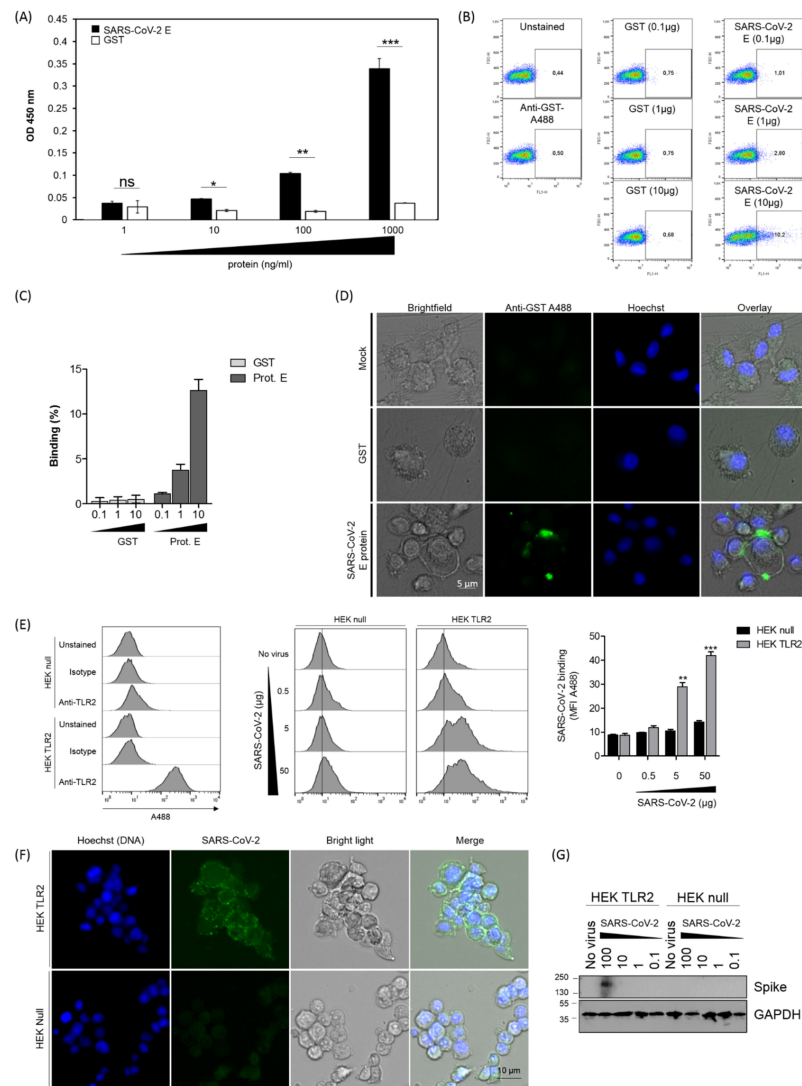 (A)
SARS-CoV-2 E
GST
OD 450 nm
0.4
0.35
0.3
0.25
0.2
0.15
0.1
0.05
0
ns
*
**
***
1 10 100 1000
protein (ng/ml)
(B)
Unstained
0,44
GST (0.1µg)
0,75
SARS-CoV-2
E (0.1µg)
1,01
Anti-GST-
A488
0,50
GST (1µg)
0,75
SARS-CoV-2
E (1µg)
2,80
GST (10µg)
0,68
SARS-CoV-2
E (10µg)
10,2
FSC-H
FL1-H
(C)
GST
Prot. E
Binding (%)
15
10
5
0
0.1 1 10 0.1 1 10
GST Prot. E
(D)
Brightfield Anti-GST A488 Hoechst Overlay
Mock
GST
SARS-CoV-2
E protein
5 µm
(E)
HEK null
Unstained
Isotype
Anti-TLR2
HEK TLR2
Unstained
Isotype
Anti-TLR2
A488
HEK null HEK TLR2
No virus
0.5
5
50
SARS-CoV-2 (µg)
HEK null
HEK TLR2
SARS-CoV-2 binding
(MFI A488)
50
40
30
20
10
0
**
***
0 0.5 5 50
SARS-CoV-2 (µg)
(F)
Hoechst (DNA) SARS-CoV-2 Bright light Merge
HEK TLR2
HEK Null
10 µm
(G)
HEK TLR2 HEK null
SARS-CoV-2 SARS-CoV-2
No virus 100 10 1 0.1 No virus 100 10 1 0.1
250
130
Spike
55
35
GAPDH